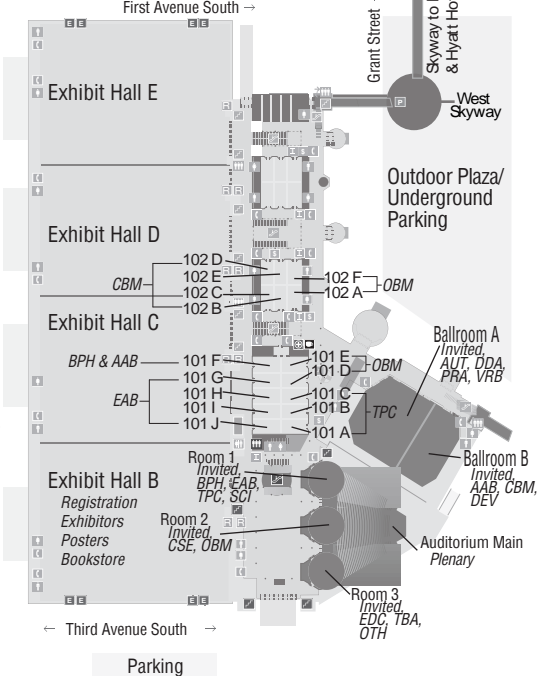 First Avenue South →
Grant Street
Skyway to
& Hyatt
E E
E E
Exhibit Hall E
P
West
Skyway
Outdoor Plaza/
Underground
Parking
Exhibit Hall D
102 D
102 E
CBM
102 C
102 B
102 F
102 A
OBM
Exhibit Hall C
BPH & AAB
101 F
101 G
101 H
EAB
101 I
101 J
101 E
101 D
OBM
101 C
101 B
TPC
101 A
Ballroom A
Invited,
AUT, DDA,
PRA, VRB
Ballroom B
Invited,
AAB, CBM,
DEV
Exhibit Hall B
Registration
Exhibitors
Posters
Bookstore
Room 1
Invited,
BPH, EAB,
TPC, SCI
Room 2
Invited,
CSE, OBM
Auditorium Main
Plenary
Room 3
Invited,
EDC, TBA,
OTH
E E
E E
← Third Avenue South →
Parking